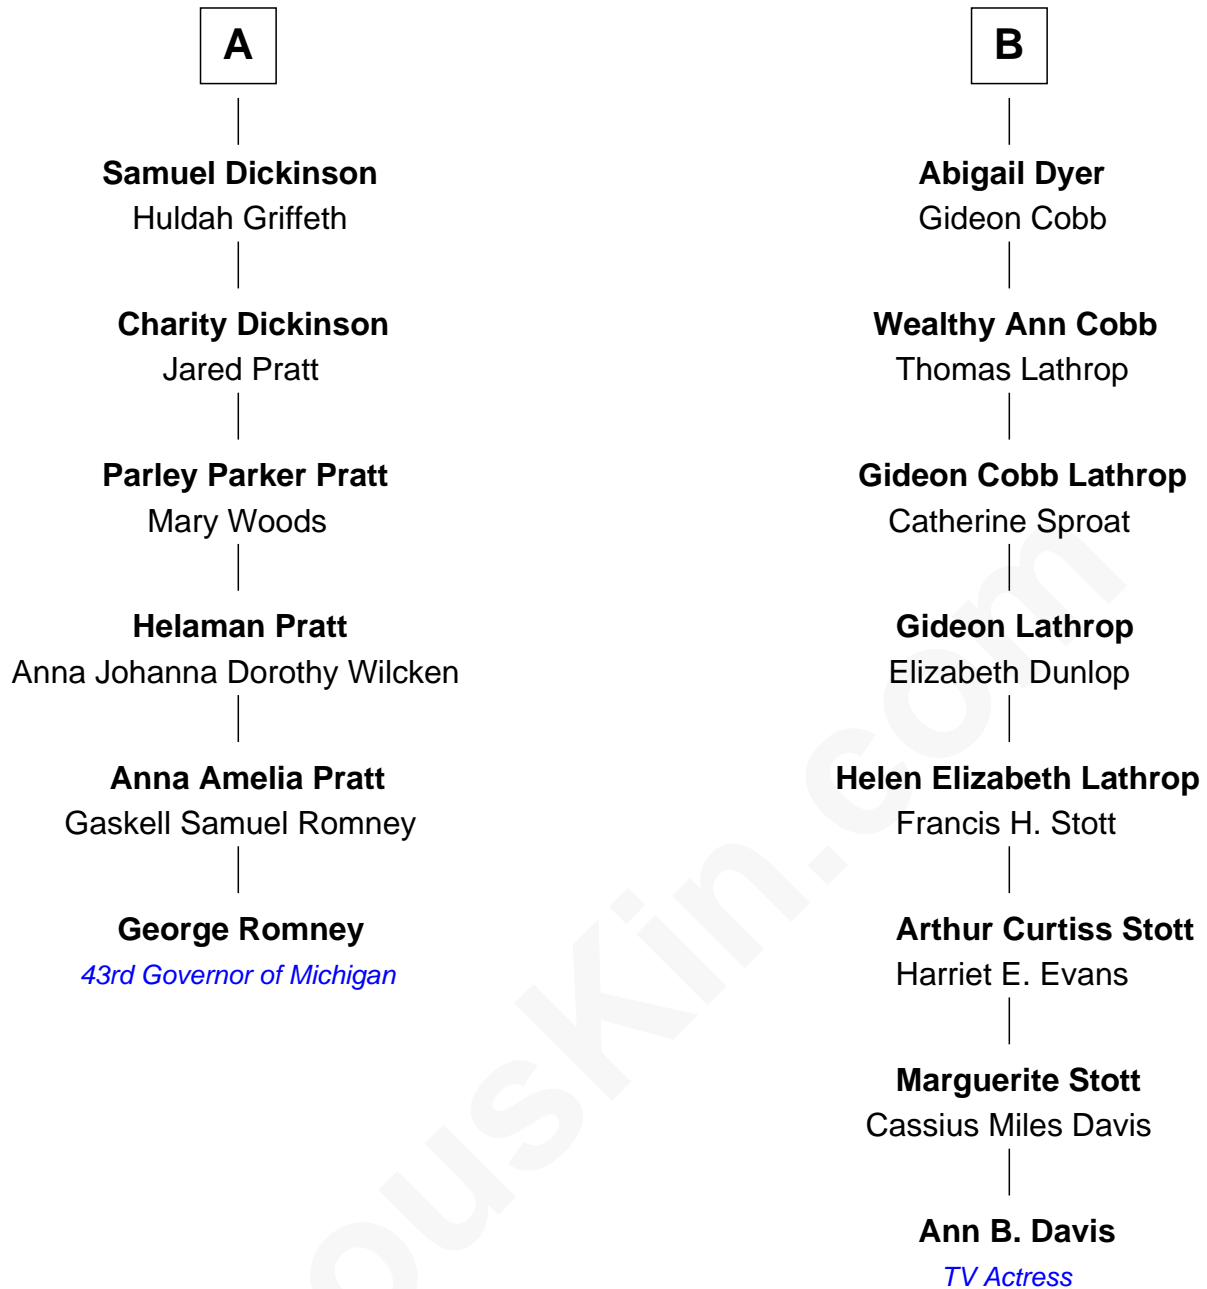 A
Samuel Dickinson
Huldah Griffeth
Charity Dickinson
Jared Pratt
Parley Parker Pratt
Mary Woods
Helaman Pratt
Anna Johanna Dorothy Wilcken
Anna Amelia Pratt
Gaskell Samuel Romney
George Romney
43rd Governor of Michigan
B
Abigail Dyer
Gideon Cobb
Wealthy Ann Cobb
Thomas Lathrop
Gideon Cobb Lathrop
Catherine Sproat
Gideon Lathrop
Elizabeth Dunlop
Helen Elizabeth Lathrop
Francis H. Stott
Arthur Curtiss Stott
Harriet E. Evans
Marguerite Stott
Cassius Miles Davis
Ann B. Davis
TV Actress
ousKin.com